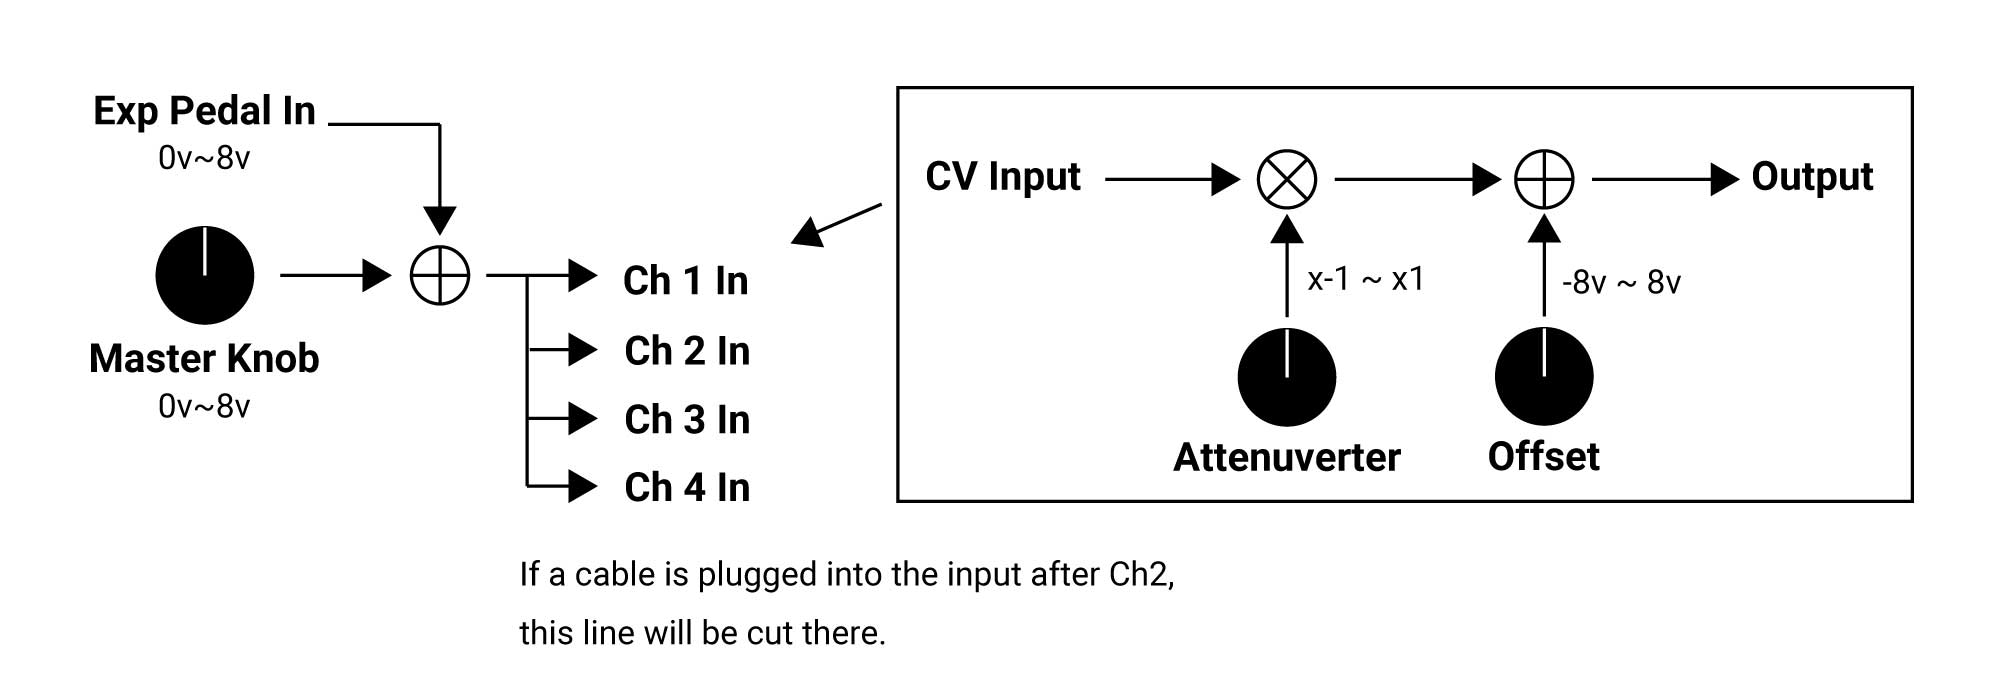 Exp Pedal In
0v~8v
Master Knob
0v~8v
Ch 1 In
Ch 2 In
Ch 3 In
Ch 4 In
CV Input
Output
x-1 ~ x1
-8v ~ 8v
Attenuverter
Offset
If a cable is plugged into the input after Ch2,
this line will be cut there.